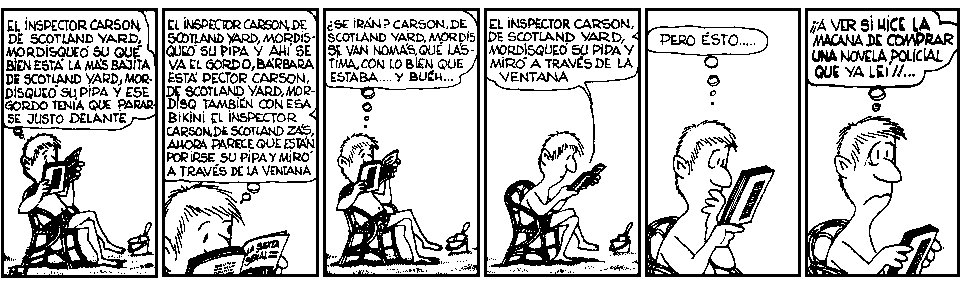 EL INSPECTOR CARSON,
DE SCOTLAND YARD,
MORDISQUEÓ SU QUÉ
BIEN ESTÁ LA MÁS BAJITA
DE SCOTLAND YARD, MOR-
DISQUEÓ SU PIPA Y ESE
GORDO TENÍA QUE PARAR-
SE JUSTO DELANTE
EL INSPECTOR CARSON, DE
SCOTLAND YARD, MORDIS-
QUEÓ SU PIPA Y AHÍ SE
VA EL GORDO, BÁRBARA
ESTÁ PECTOR CARSON,
DE SCOTLAND YARD, MOR-
DISQ TAMBIÉN CON ESA
BIKINI EL INSPECTOR
CARSON, DE SCOTLAND ZÁS,
AHORA PARECE QUE ESTÁN
POR IRSE SU PIPA Y MIRÓ
A TRAVÉS DE LA VENTANA
¿SE IRÁN? CARSON, DE
SCOTLAND YARD, MORDIS
SE VAN NOMÁS, QUÉ LÁS-
TIMA, CON LO BIEN QUE
ESTABA.... Y BUÉH...
EL INSPECTOR CARSON,
DE SCOTLAND YARD,
MORDISQUEÓ SU PIPA Y
MIRÓ A TRAVÉS DE LA
VENTANA
PERO ÉSTO.....
¡¡A VER SI HICE LA
MACANA DE COMPRAR
UNA NOVELA POLICIAL
QUE YA LEÍ!!...